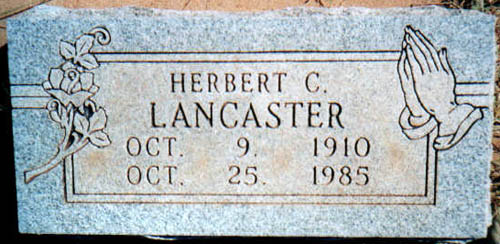 HERBERT C.
LANCASTER
OCT. 9. 1910
OCT. 25. 1985